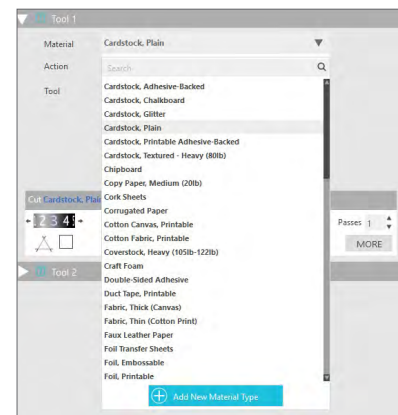 Tool 1
Material Cardstock, Plain
Action Search
Tool
Cardstock, Adhesive-Backed
Cardstock, Chalkboard
Cardstock, Glitter
Cardstock, Plain
Cardstock, Printable Adhesive-Backed
Cardstock, Textured - Heavy (80lb)
Chipboard
Copy Paper, Medium (20lb)
Cork Sheets
Corrugated Paper
Cotton Canvas, Printable
Cotton Fabric, Printable
Coverstock, Heavy (105lb-122lb)
Craft Foam
Double-Sided Adhesive
Duct Tape, Printable
Fabric, Thick (Canvas)
Fabric, Thin (Cotton Print)
Faux Leather Paper
Foil Transfer Sheets
Foil, Embossable
Foil, Printable
Add New Material Type
Cut Cardstock, Plai
2 3 4
Passes 1
MORE
Tool 2